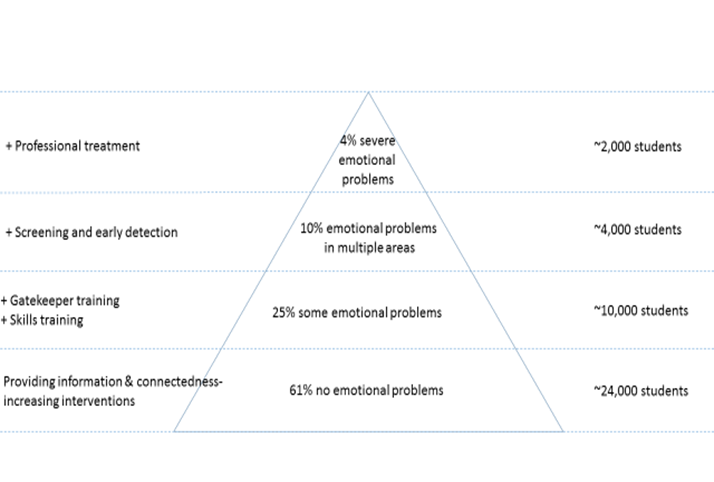 + Professional treatment
4% severe
emotional
problems
~2,000 students
+ Screening and early detection
10% emotional problems
in multiple areas
~4,000 students
+ Gatekeeper training
+ Skills training
25% some emotional problems
~10,000 students
Providing information & connectedness-
increasing interventions
61% no emotional problems
~24,000 students